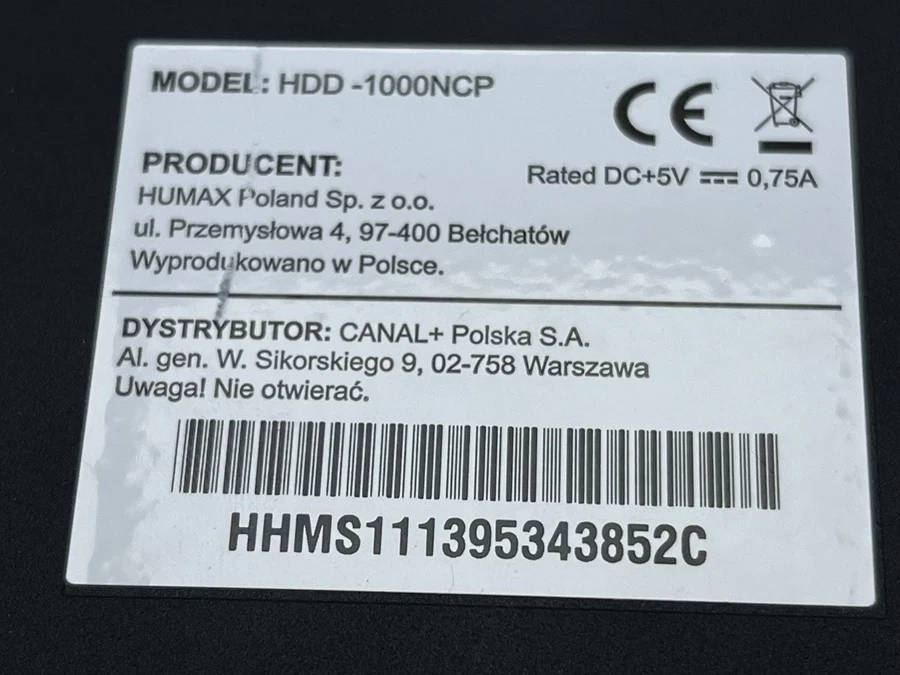 MODEL: HDD -1000NCP
CE
PRODUCENT:
Rated DC+5V ⎓ 0,75A
HUMAX Poland Sp. z o.o.
ul. Przemysłowa 4, 97-400 Bełchatów
Wyprodukowano w Polsce.
DYSTRYBUTOR: CANAL+ Polska S.A.
Al. gen. W. Sikorskiego 9, 02-758 Warszawa
Uwaga! Nie otwierać.
HHMS111395343852C